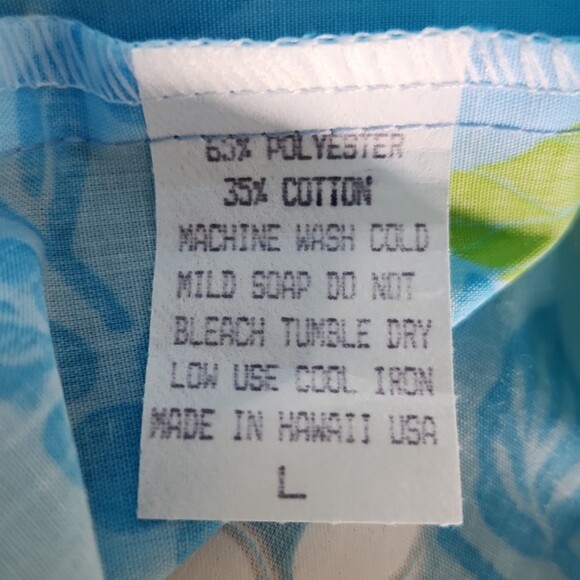 65% POLYESTER
35% COTTON
MACHINE WASH COLD
MILD SOAP DO NOT
BLEACH TUMBLE DRY
LOW USE COOL IRON
MADE IN HAWAII USA
L